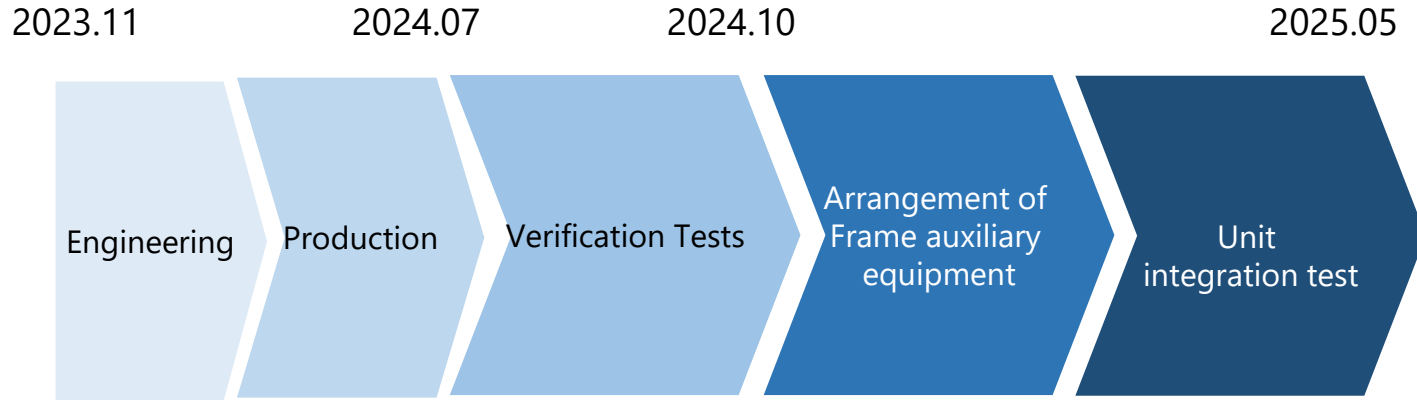 2023.11 2024.07 2024.10 2025.05
Engineering
Production
Verification Tests
Arrangement of
Frame auxiliary
equipment
Unit
integration test